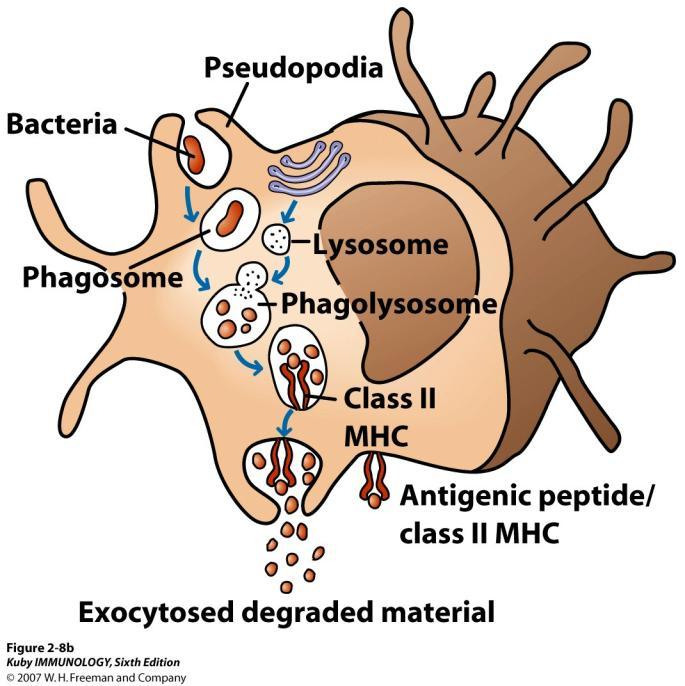 Pseudopodia
Bacteria
Lysosome
Phagosome
Phagolysosome
Class II
MHC
Antigenic peptide/
class II MHC
Exocytosed degraded material
Figure 2-8b
Kuby IMMUNOLOGY, Sixth Edition
© 2007 W. H. Freeman and Company